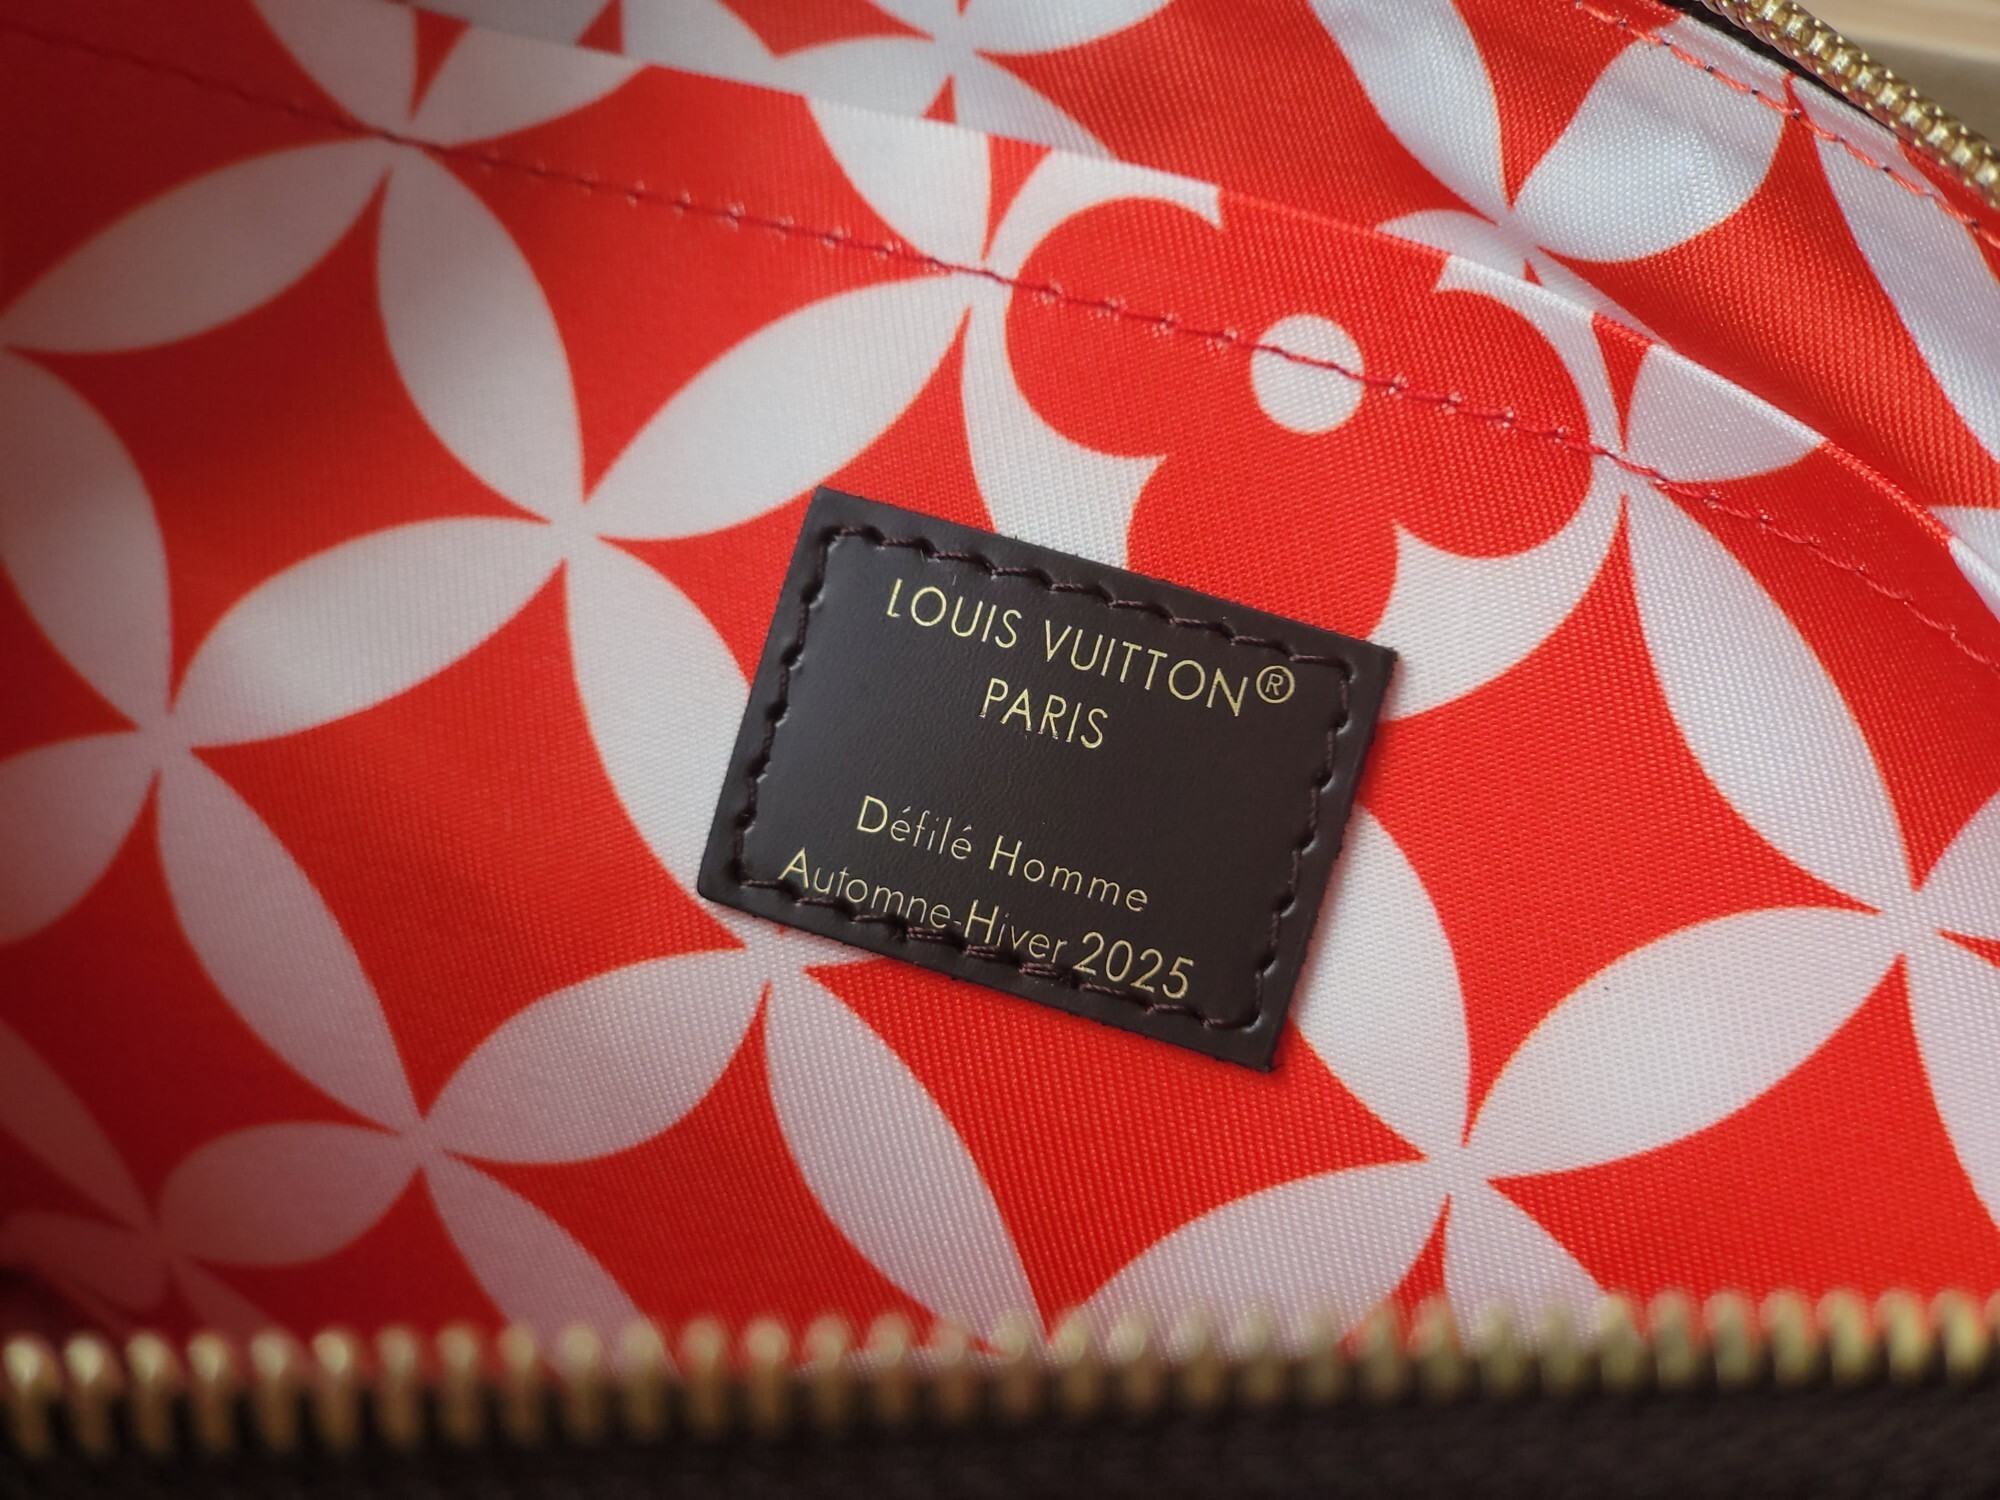 LOUIS VUITTON®
PARIS
Défilé Homme
Automne-Hiver 2025